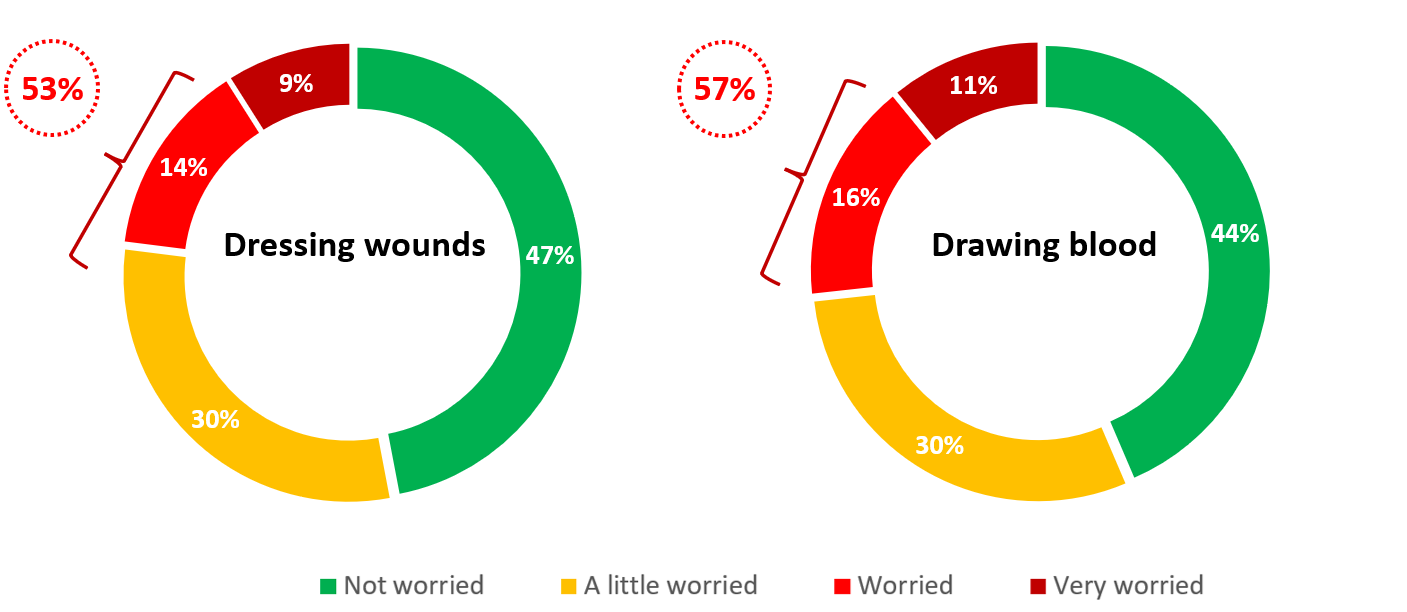 53%
9%
14%
Dressing wounds
47%
30%
57%
11%
16%
Drawing blood
44%
30%
Not worried
A little worried
Worried
Very worried